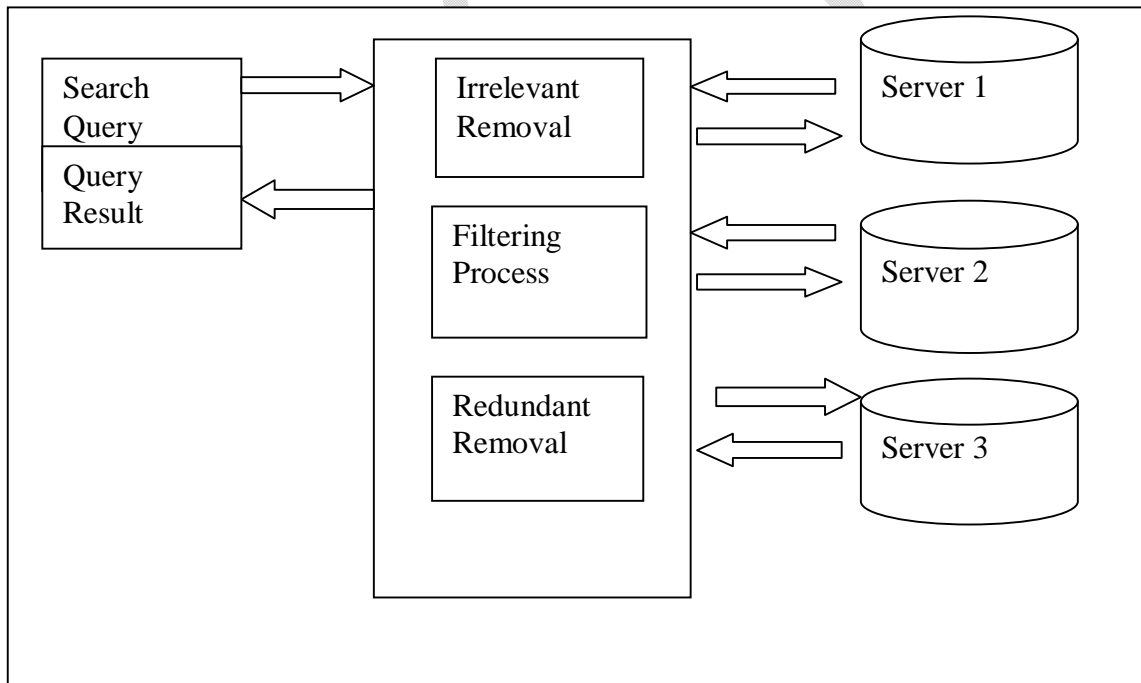 Search
Query
Query
Result
Irrelevant
Removal
Filtering
Process
Redundant
Removal
Server 1
Server 2
Server 3